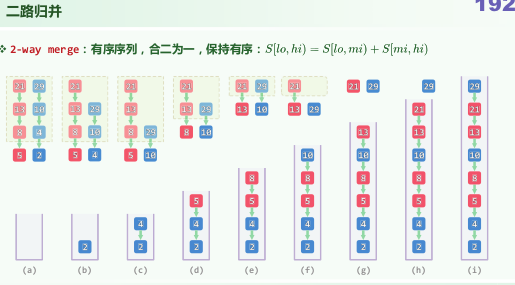 二路归并
192
2-way merge：有序序列，合二为一，保持有序：S[lo, hi) = S[lo, mi) + S[mi, hi)
21 29 21 21 21 21 29 21 21 29 29 29
13 10 13 29 13 13 29 13 10 13 29 21 21
8 4 8 10 8 29 8 10 13 13 13
5 2 5 4 5 10 10 10 10 10
8 8 8 8 8
5 5 5 5 5 5
4 4 4 4 4 4 4
2 2 2 2 2 2 2 2
(a) (b) (c) (d) (e) (f) (g) (h) (i)